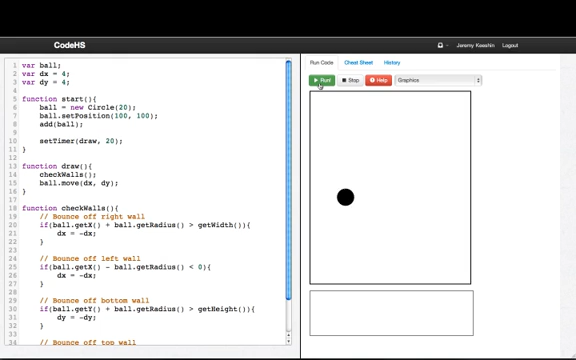 CodeHS
Jeremy Keeshin Logout
Run Code Cheat Sheet History
Run! Stop Help Graphics
1 var ball;
2 var dx = 4;
3 var dy = 4;
4
5 function start(){
6 ball = new Circle(20);
7 ball.setPosition(100, 100);
8 add(ball);
9
10 setTimer(draw, 20);
11 }
12
13 function draw(){
14 checkWalls();
15 ball.move(dx, dy);
16 }
17
18 function checkWalls(){
19 // Bounce off right wall
20 if(ball.getX() + ball.getRadius() > getWidth()){
21 dx = -dx;
22 }
23
24 // Bounce off left wall
25 if(ball.getX() - ball.getRadius() < 0){
26 dx = -dx;
27 }
28
29 // Bounce off bottom wall
30 if(ball.getY() + ball.getRadius() > getHeight()){
31 dy = -dy;
32 }
33
34 // Bounce off top wall